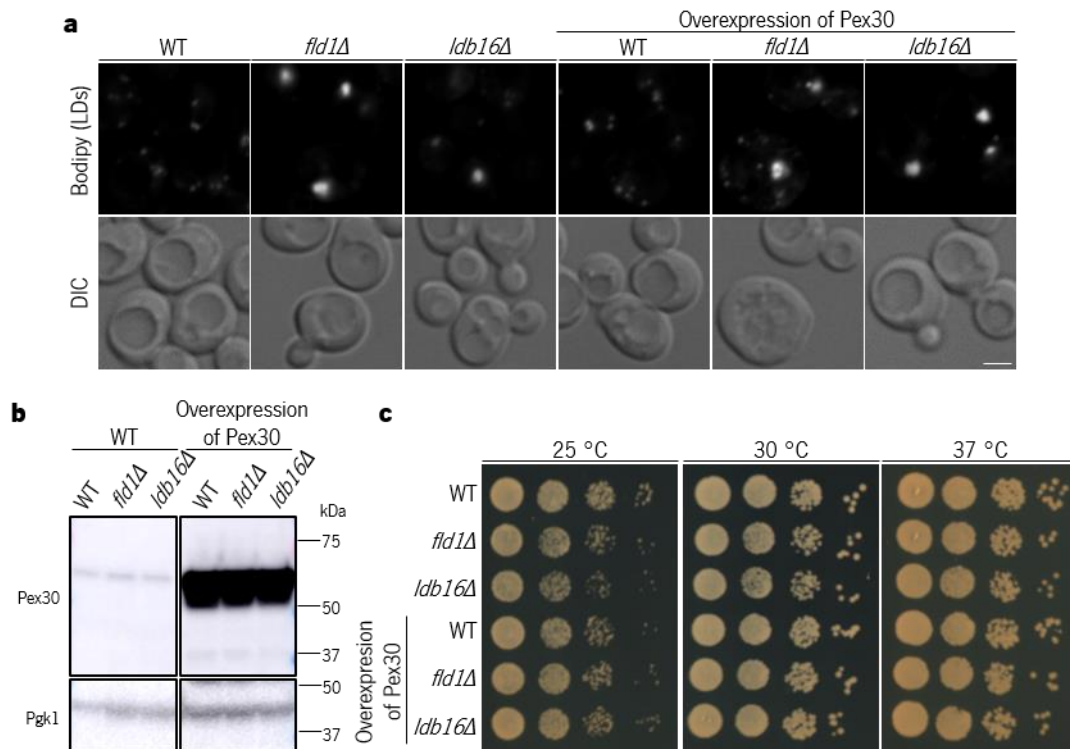 a
Overexpression of Pex30
WT fld1Δ ldb16Δ WT fld1Δ ldb16Δ
Bodipy (LDs)
DIC
b
WT
Overexpression
of Pex30
WT fld1Δ ldb16Δ WT fld1Δ ldb16Δ
kDa
75
Pex30
50
37
50
Pgk1
37
c
25 °C 30 °C 37 °C
WT
fld1Δ
ldb16Δ
Overexpresion
of Pex30
WT
fld1Δ
ldb16Δ